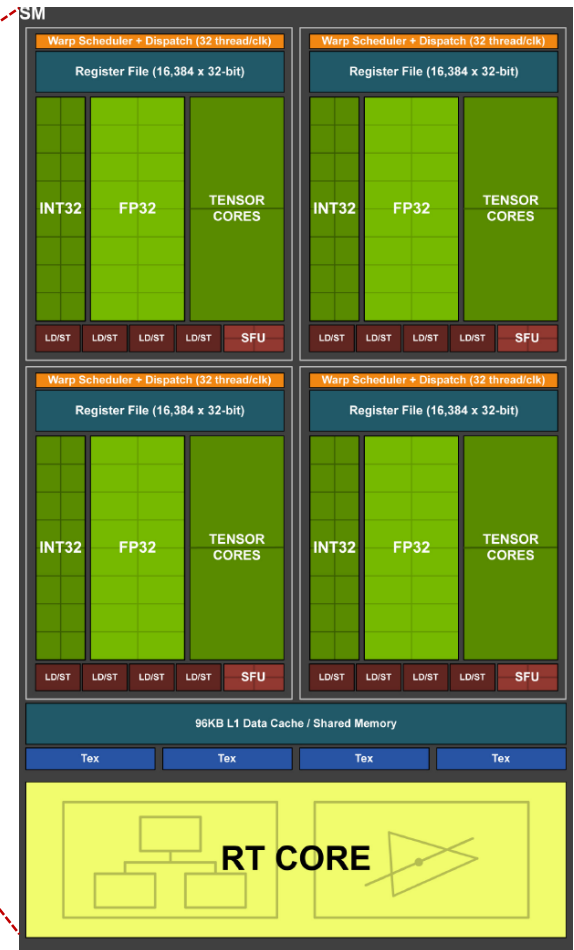 SM
Warp Scheduler + Dispatch (32 thread/clk)
Register File (16,384 x 32-bit)
INT32
FP32
TENSOR
CORES
LD/ST
LD/ST
LD/ST
LD/ST
SFU
Warp Scheduler + Dispatch (32 thread/clk)
Register File (16,384 x 32-bit)
INT32
FP32
TENSOR
CORES
LD/ST
LD/ST
LD/ST
LD/ST
SFU
Warp Scheduler + Dispatch (32 thread/clk)
Register File (16,384 x 32-bit)
INT32
FP32
TENSOR
CORES
LD/ST
LD/ST
LD/ST
LD/ST
SFU
Warp Scheduler + Dispatch (32 thread/clk)
Register File (16,384 x 32-bit)
INT32
FP32
TENSOR
CORES
LD/ST
LD/ST
LD/ST
LD/ST
SFU
96KB L1 Data Cache / Shared Memory
Tex
Tex
Tex
Tex
RT CORE